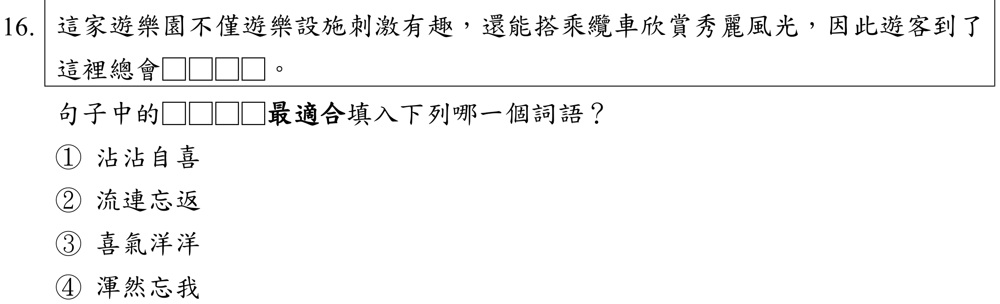 16. 這家遊樂園不僅遊樂設施刺激有趣，還能搭乘纜車欣賞秀麗風光，因此遊客到了
這裡總會□□□□。
句子中的□□□□最適合填入下列哪一個詞語？
① 沾沾自喜
② 流連忘返
③ 喜氣洋洋
④ 渾然忘我